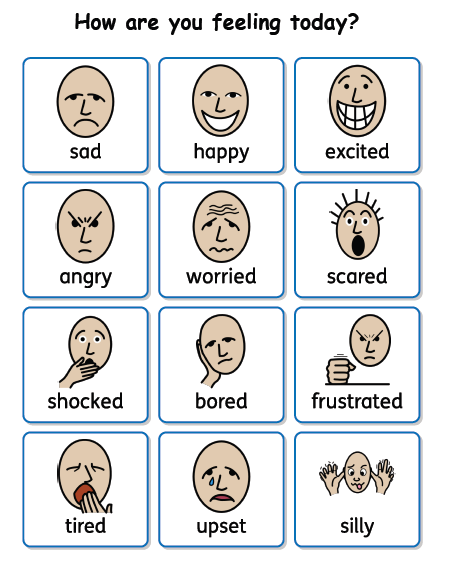 How are you feeling today?
sad
happy
excited
angry
worried
scared
shocked
bored
frustrated
tired
upset
silly